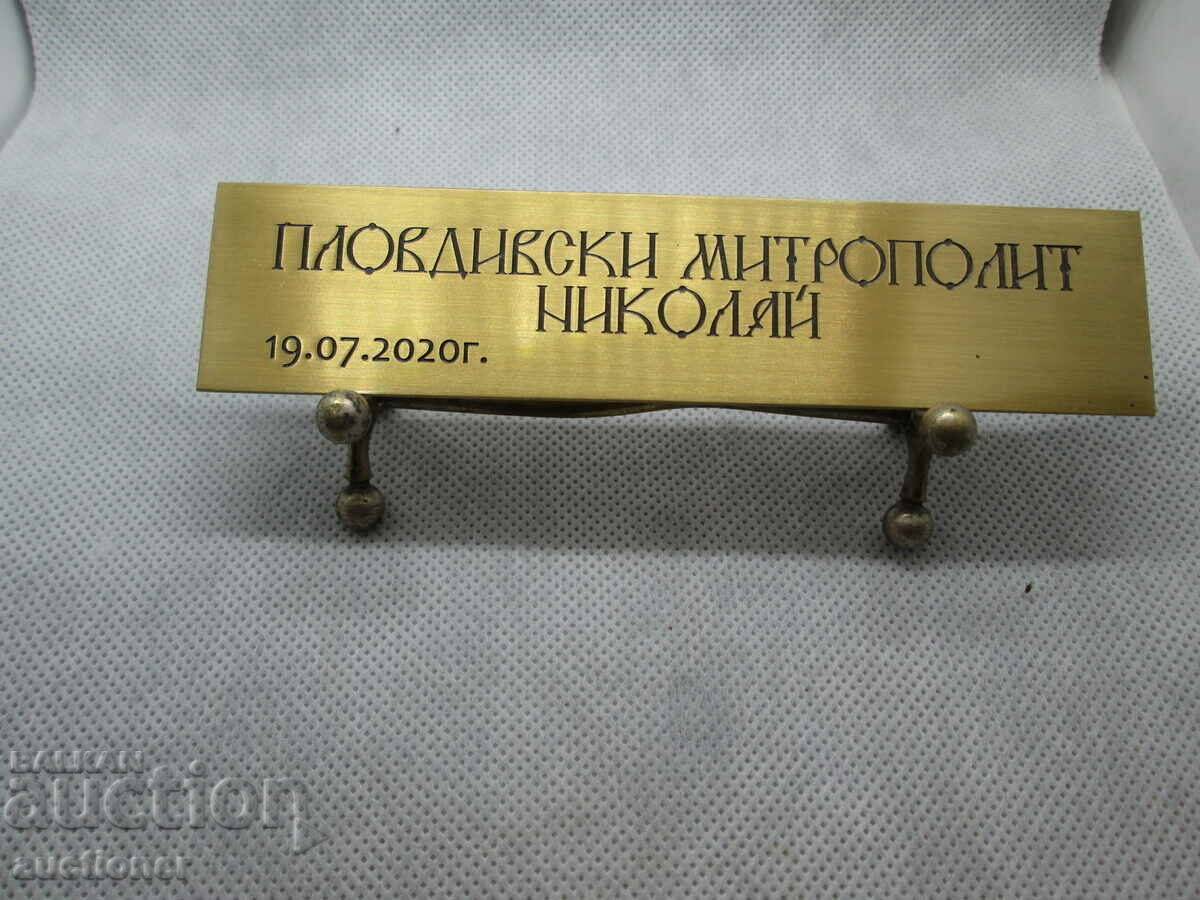 ПЛОВДИВСКИ МИТРОПОЛИТ
НИКОЛАЙ
19.07.2020г.
BALKAN
auction
auctioner